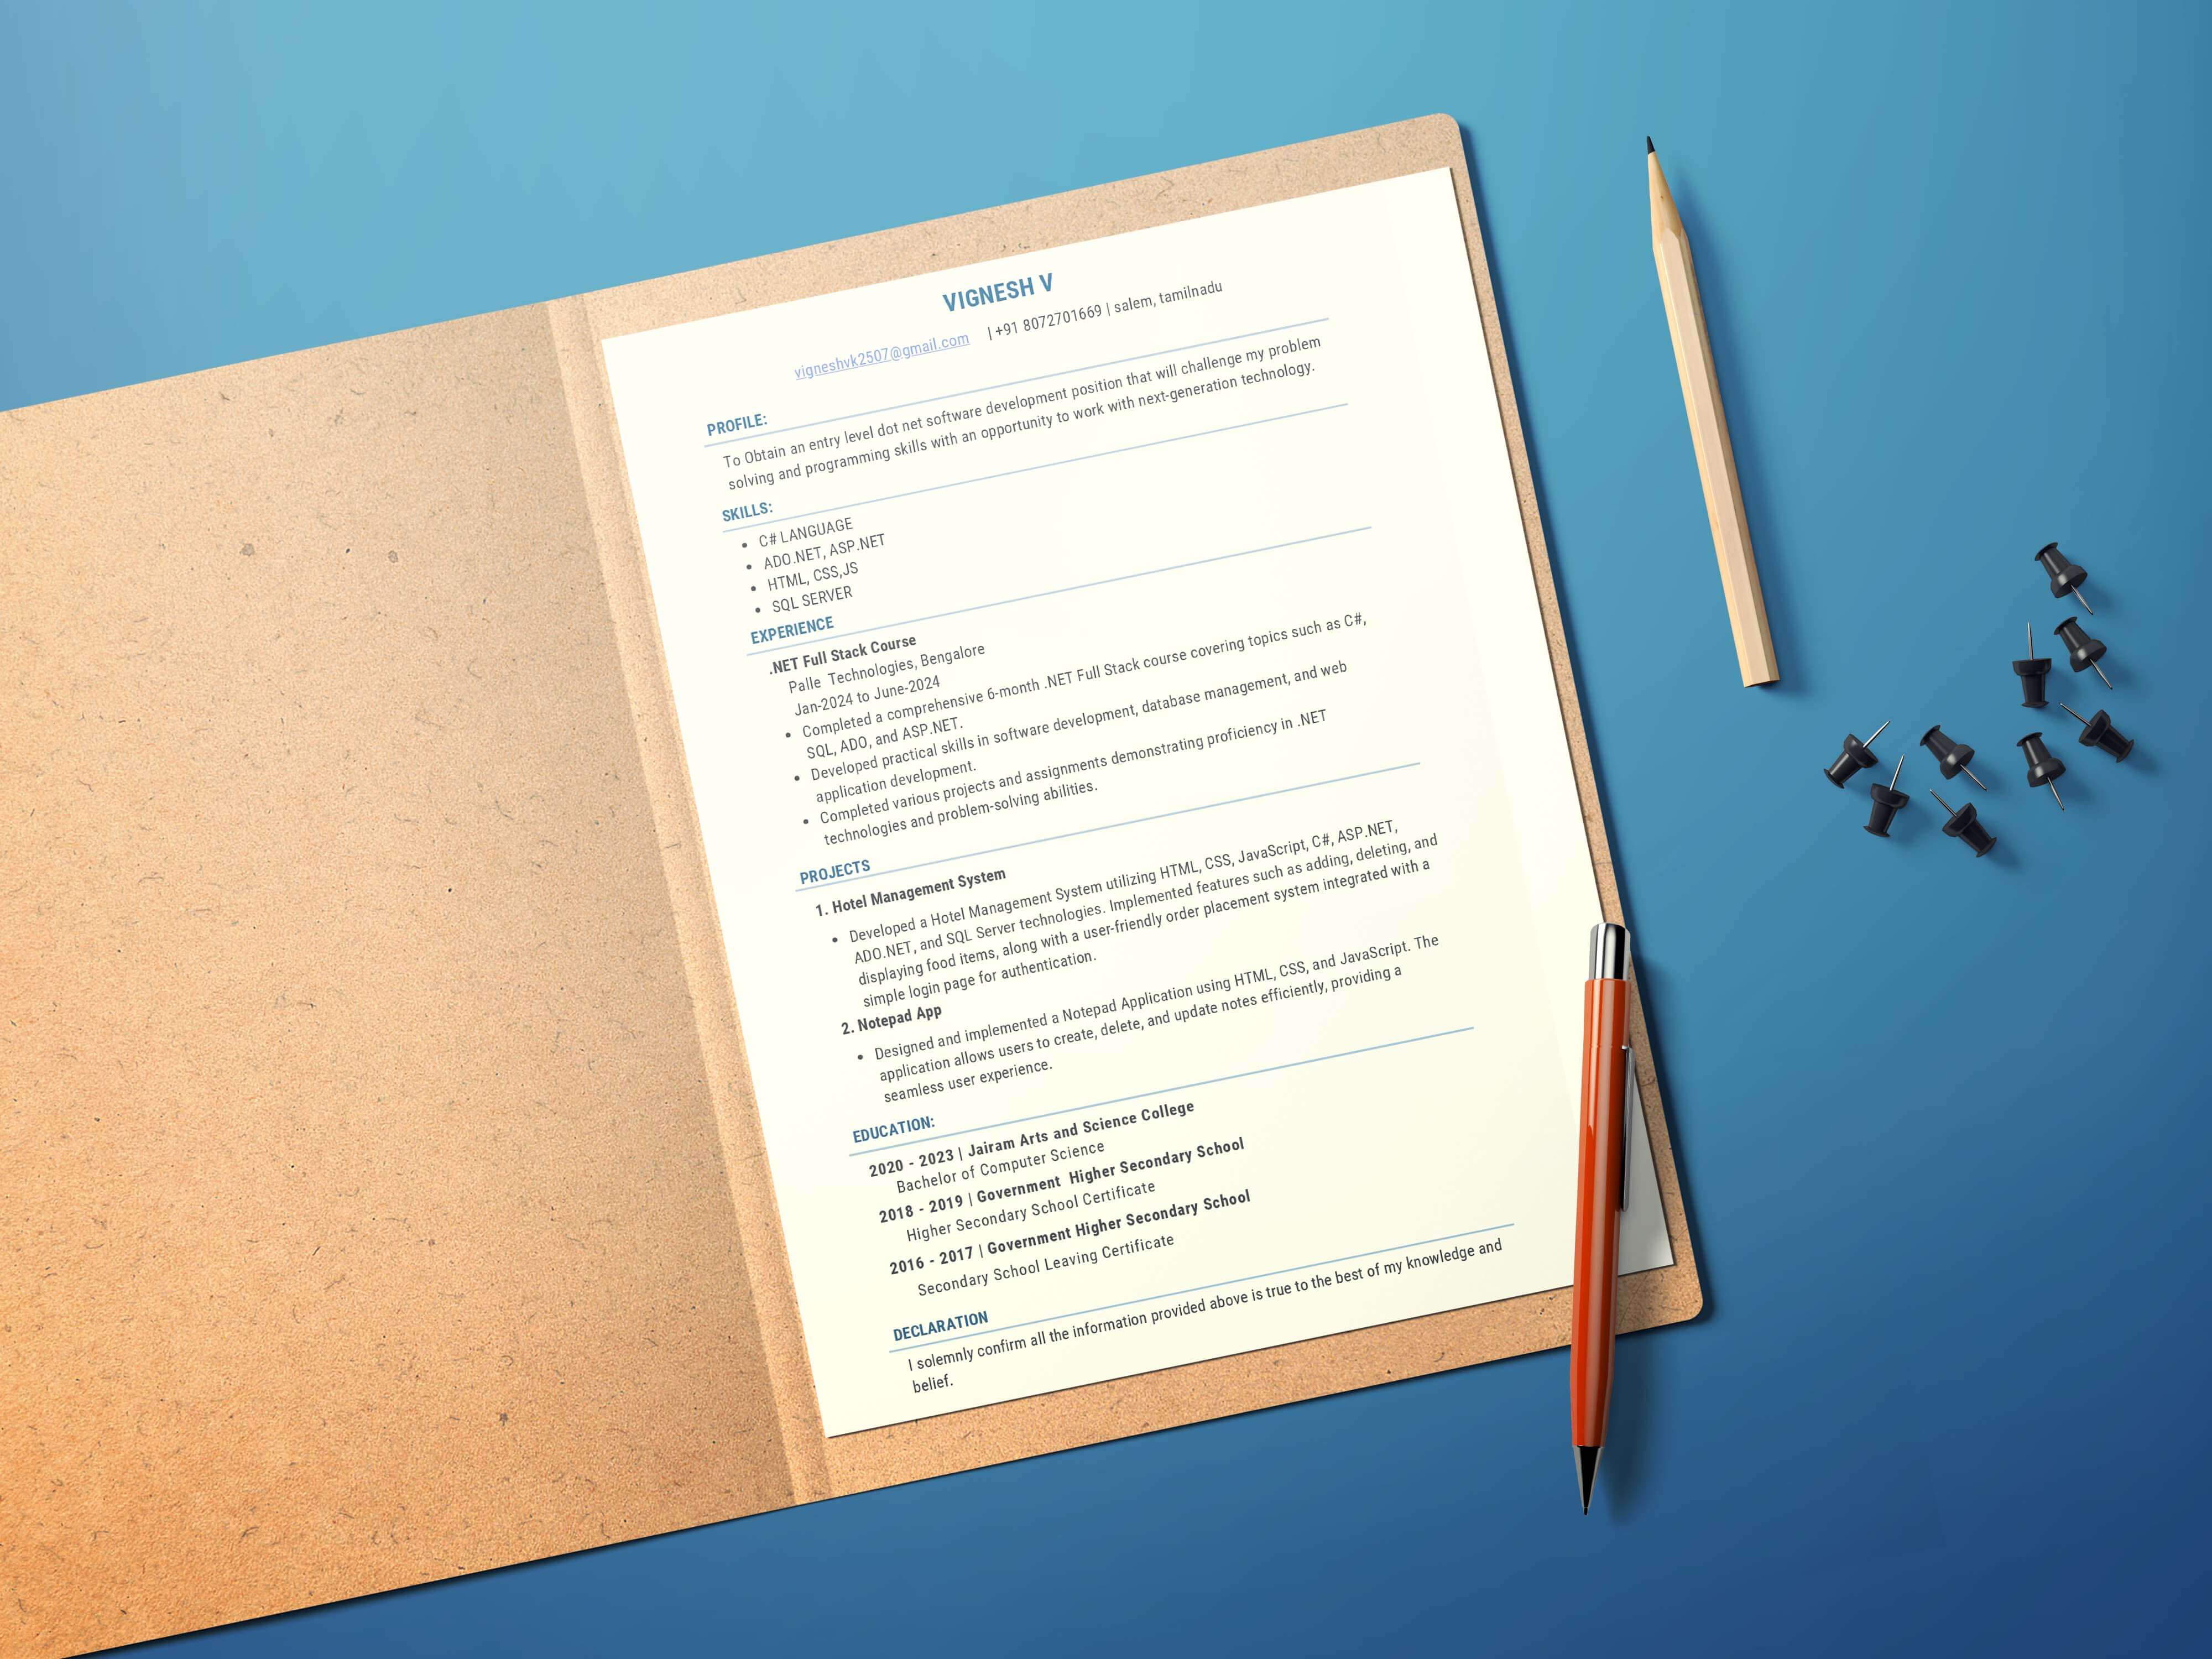 VIGNESH V
vigneshvk2507@gmail.com | +91 8072701669 | salem, tamilnadu
PROFILE:
To Obtain an entry level dot net software development position that will challenge my problem
solving and programming skills with an opportunity to work with next-generation technology.
SKILLS:
• C# LANGUAGE
• ADO.NET, ASP.NET
• HTML, CSS,JS
• SQL SERVER
EXPERIENCE
.NET Full Stack Course
Palle Technologies, Bengalore
Jan-2024 to June-2024
• Completed a comprehensive 6-month .NET Full Stack course covering topics such as C#,
SQL, ADO, and ASP.NET.
• Developed practical skills in software development, database management, and web
application development.
• Completed various projects and assignments demonstrating proficiency in .NET
technologies and problem-solving abilities.
PROJECTS
1. Hotel Management System
• Developed a Hotel Management System utilizing HTML, CSS, JavaScript, C#, ASP.NET,
ADO.NET, and SQL Server technologies. Implemented features such as adding, deleting, and
displaying food items, along with a user-friendly order placement system integrated with a
simple login page for authentication.
2. Notepad App
• Designed and implemented a Notepad Application using HTML, CSS, and JavaScript. The
application allows users to create, delete, and update notes efficiently, providing a
seamless user experience.
EDUCATION:
2020 - 2023 | Jairam Arts and Science College
Bachelor of Computer Science
2018 - 2019 | Government Higher Secondary School
Higher Secondary School Certificate
2016 - 2017 | Government Higher Secondary School
Secondary School Leaving Certificate
DECLARATION
I solemnly confirm all the information provided above is true to the best of my knowledge and
belief.